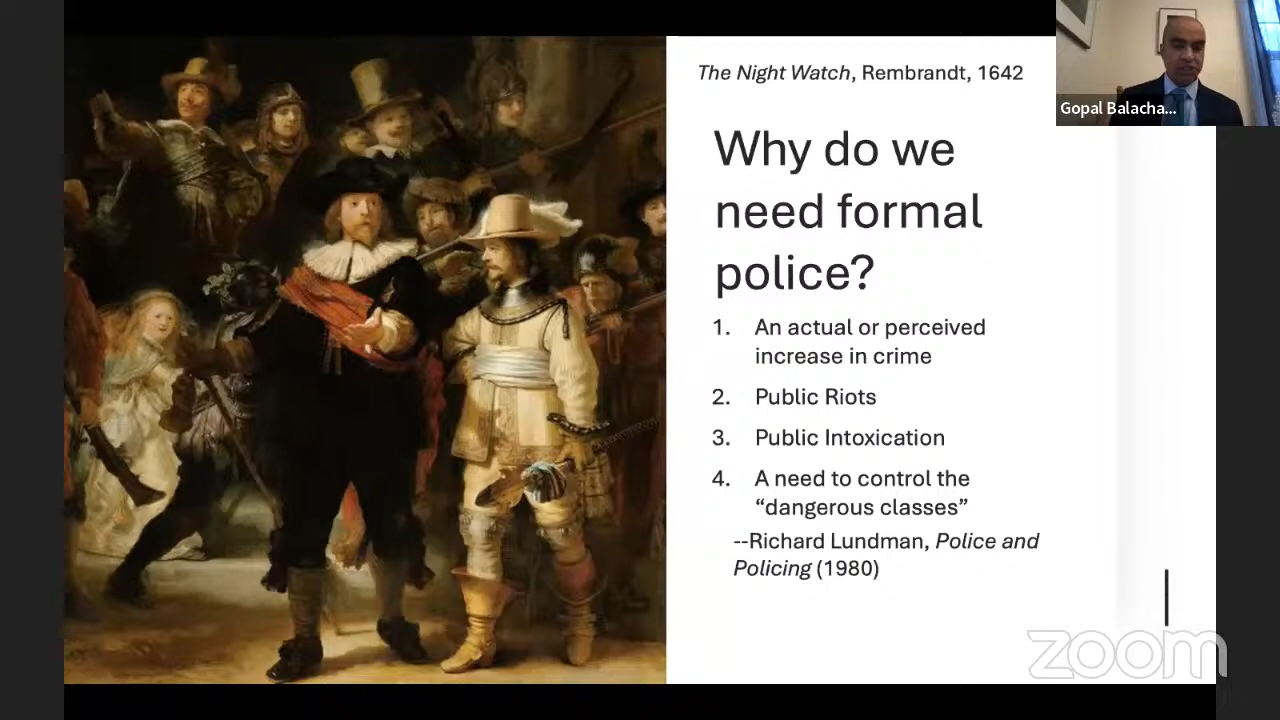 The Night Watch, Rembrandt, 1642
Gopal Balacha...
Why do we
need formal
police?
1. An actual or perceived
increase in crime
2. Public Riots
3. Public Intoxication
4. A need to control the
“dangerous classes”
--Richard Lundman, Police and
Policing (1980)
zoom